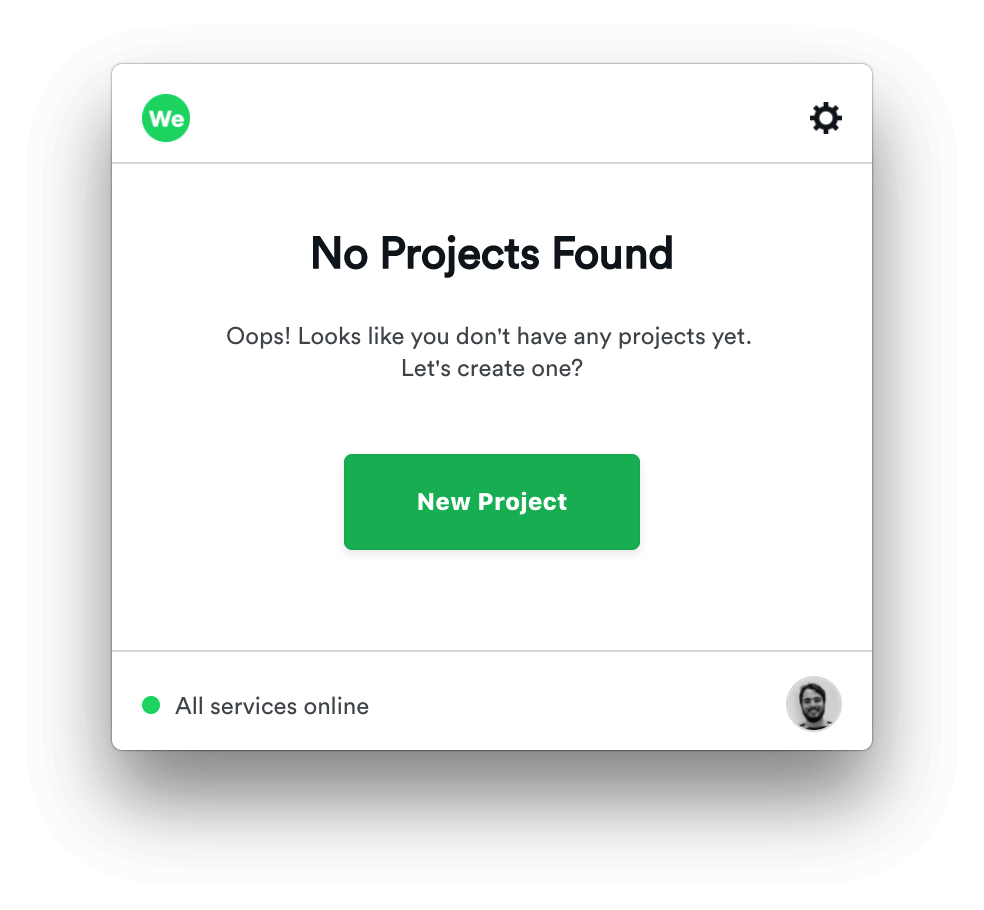 We
No Projects Found
Oops! Looks like you don't have any projects yet.
Let's create one?
New Project
All services online